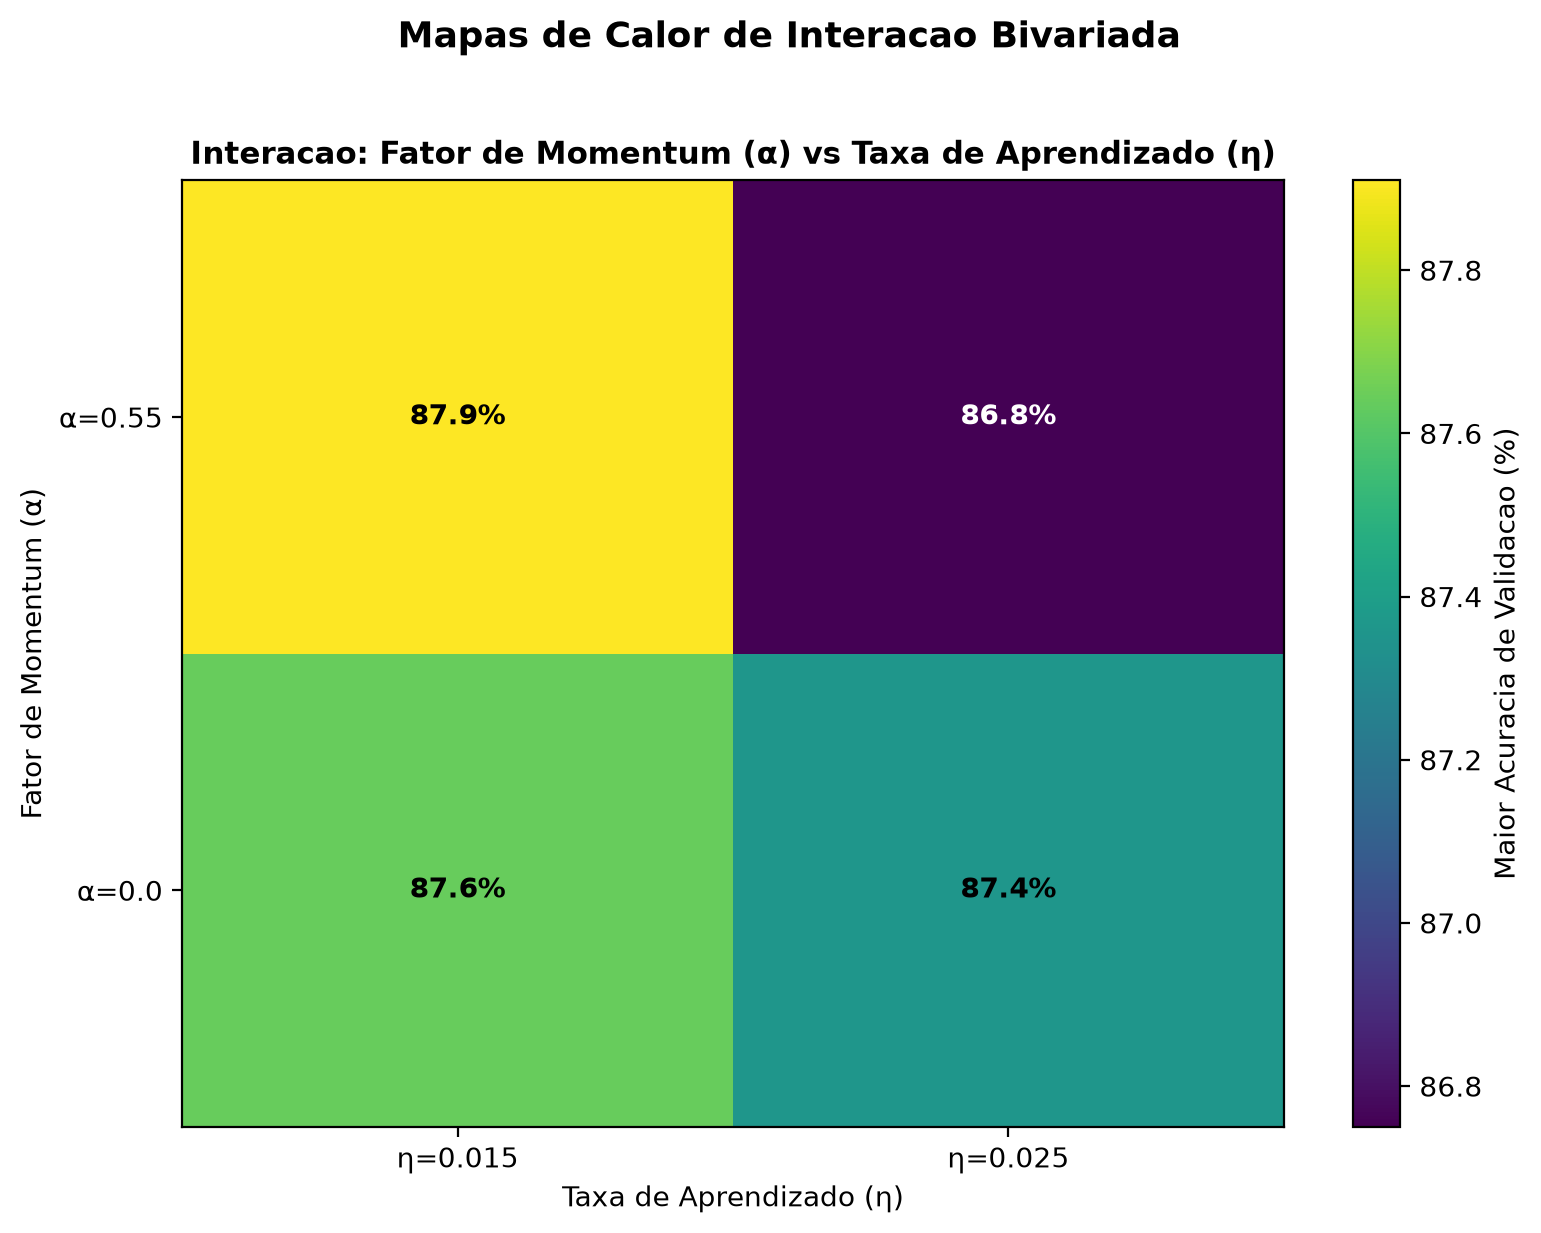 Mapas de Calor de Interacao Bivariada
Interacao: Fator de Momentum (α) vs Taxa de Aprendizado (η)
Fator de Momentum (α)
α=0.55
α=0.0
87.9%
86.8%
87.6%
87.4%
η=0.015
η=0.025
Taxa de Aprendizado (η)
87.8
87.6
87.4
87.2
87.0
86.8
Maior Acuracia de Validacao (%)